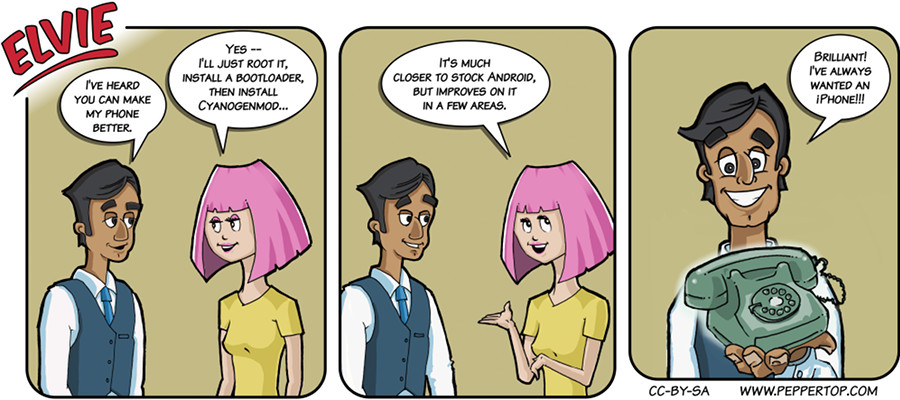 ELVIE
I'VE HEARD
YOU CAN MAKE
MY PHONE
BETTER.
YES --
I'LL JUST ROOT IT,
INSTALL A BOOTLOADER,
THEN INSTALL
CYANOGENMOD...
IT'S MUCH
CLOSER TO STOCK ANDROID,
BUT IMPROVES ON IT
IN A FEW AREAS.
BRILLIANT!
I'VE ALWAYS
WANTED AN
iPHONE!!!
CC-BY-SA WWW.PEPPERTOP.COM